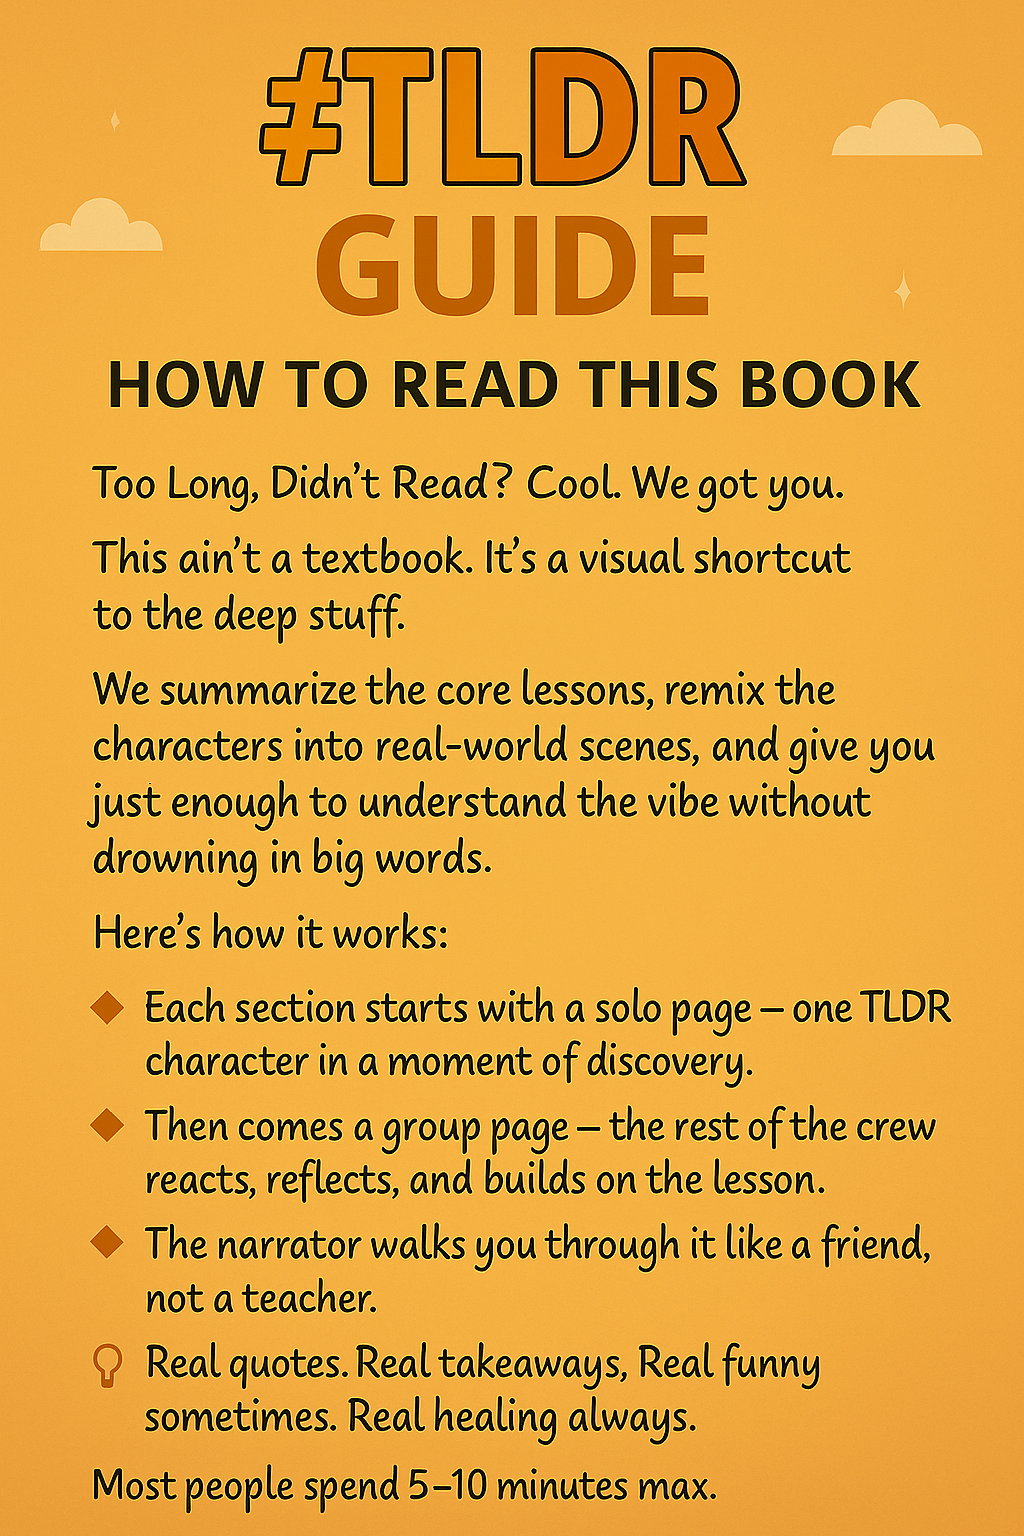 #TLDR
GUIDE
HOW TO READ THIS BOOK
Too Long, Didn't Read? Cool. We got you.
This ain't a textbook. It's a visual shortcut
to the deep stuff.
We summarize the core lessons, remix the
characters into real-world scenes, and give you
just enough to understand the vibe without
drowning in big words.
Here's how it works:
◆ Each section starts with a solo page – one TLDR
character in a moment of discovery.
◆ Then comes a group page – the rest of the crew
reacts, reflects, and builds on the lesson.
◆ The narrator walks you through it like a friend,
not a teacher.
Real quotes. Real takeaways, Real funny
sometimes. Real healing always.
Most people spend 5–10 minutes max.